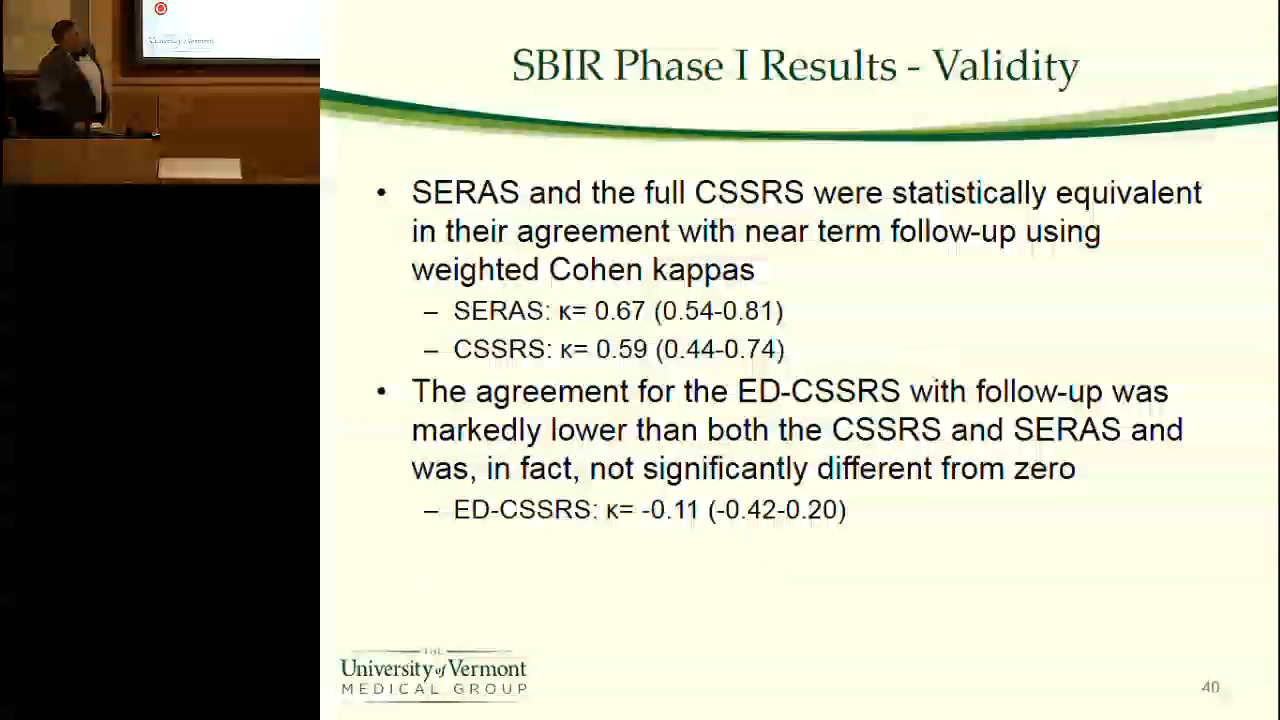 University of Vermont
SBIR Phase I Results - Validity
• SERAS and the full CSSRS were statistically equivalent
in their agreement with near term follow-up using
weighted Cohen kappas
– SERAS: κ= 0.67 (0.54-0.81)
– CSSRS: κ= 0.59 (0.44-0.74)
• The agreement for the ED-CSSRS with follow-up was
markedly lower than both the CSSRS and SERAS and
was, in fact, not significantly different from zero
– ED-CSSRS: κ= -0.11 (-0.42-0.20)
THE
University of Vermont
MEDICAL GROUP
40